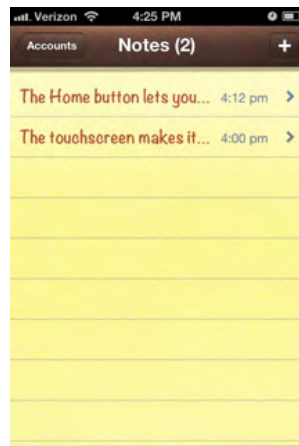 Verizon 4:25 PM
Accounts Notes (2) +
The Home button lets you... 4:12 pm >
The touchscreen makes it... 4:00 pm >